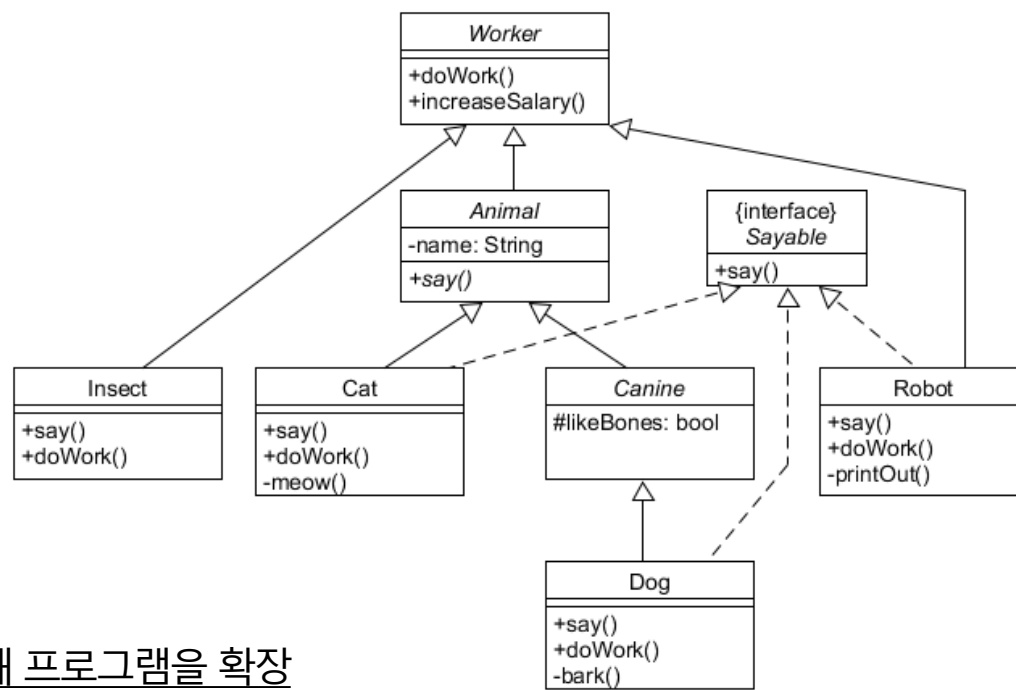 Worker
+doWork()
+increaseSalary()
Animal
-name: String
+say()
{interface}
Sayable
+say()
Insect
+say()
+doWork()
Cat
+say()
+doWork()
-meow()
Canine
#likeBones: bool
Robot
+say()
+doWork()
-printOut()
Dog
+say()
+doWork()
-bark()
프로그램을 확장